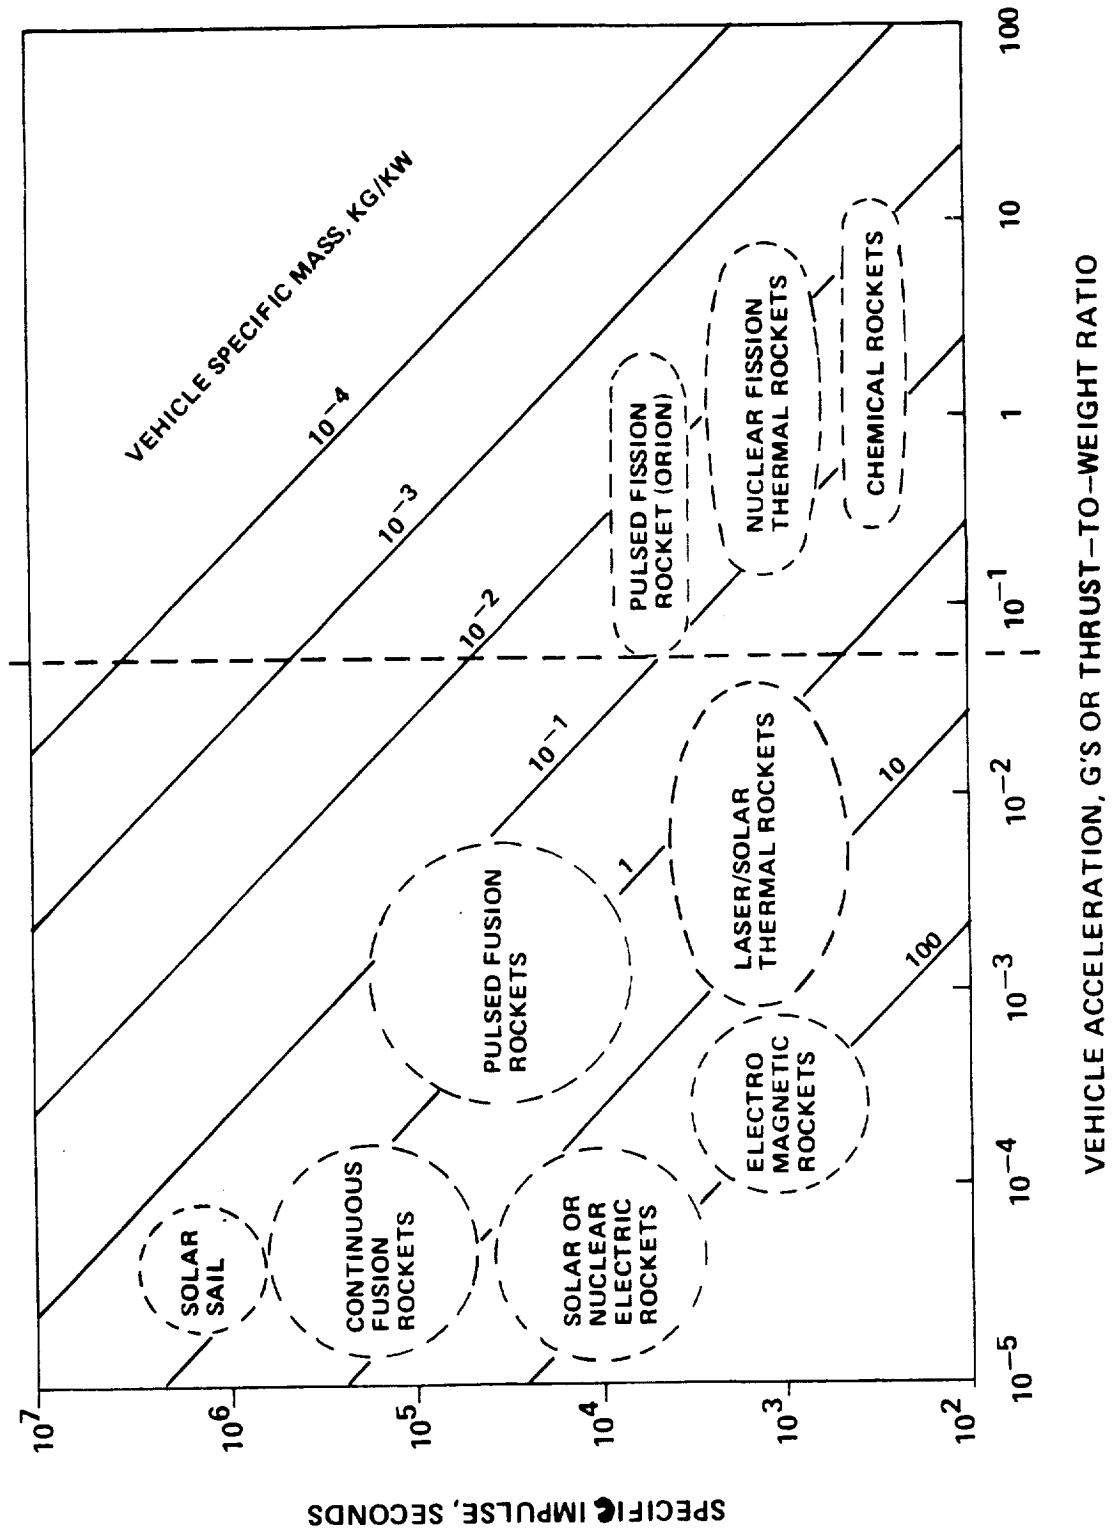 SPECIFIC IMPULSE, SECONDS
10⁷
10⁶
10⁵
10⁴
10³
10²
VEHICLE SPECIFIC MASS, KG/KW
10⁻⁴
10⁻³
10⁻²
10⁻¹
1
10
100
SOLAR
SAIL
CONTINUOUS
FUSION
ROCKETS
PULSED FUSION
ROCKETS
SOLAR OR
NUCLEAR
ELECTRIC
ROCKETS
ELECTRO
MAGNETIC
ROCKETS
LASER/SOLAR
THERMAL ROCKETS
PULSED FISSION
ROCKET (ORION)
NUCLEAR FISSION
THERMAL ROCKETS
CHEMICAL ROCKETS
10⁻⁵
10⁻⁴
10⁻³
10⁻²
10⁻¹
1
10
100
VEHICLE ACCELERATION, G'S OR THRUST–TO–WEIGHT RATIO